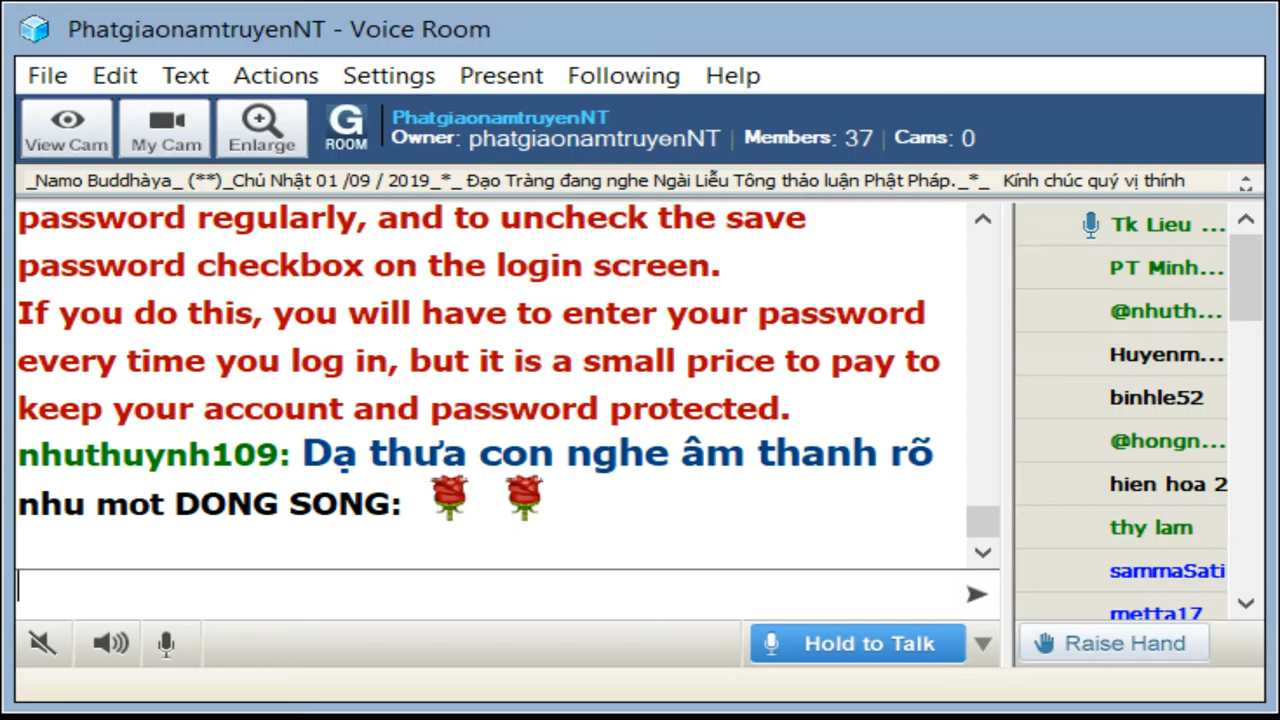 PhatgiaonamtruyenNT - Voice Room
File Edit Text Actions Settings Present Following Help
View Cam My Cam Enlarge G ROOM
PhatgiaonamtruyenNT
Owner: phatgiaonamtruyenNT | Members: 37 | Cams: 0
_Namo Buddhàya_ (**)_Chủ Nhật 01 /09 / 2019_*_ Đạo Tràng đang nghe Ngài Liễu Tông thảo luận Phật Pháp._*_ Kính chúc quý vị thính
password regularly, and to uncheck the save
password checkbox on the login screen.
If you do this, you will have to enter your password
every time you log in, but it is a small price to pay to
keep your account and password protected.
nhuthuynh109: Dạ thưa con nghe âm thanh rõ
nhu mot DONG SONG:
Tk Lieu ...
PT Minh...
@nhuth...
Huyenm...
binhle52
@hongn...
hien hoa 2
thy lam
sammaSati
metta17
Hold to Talk
Raise Hand